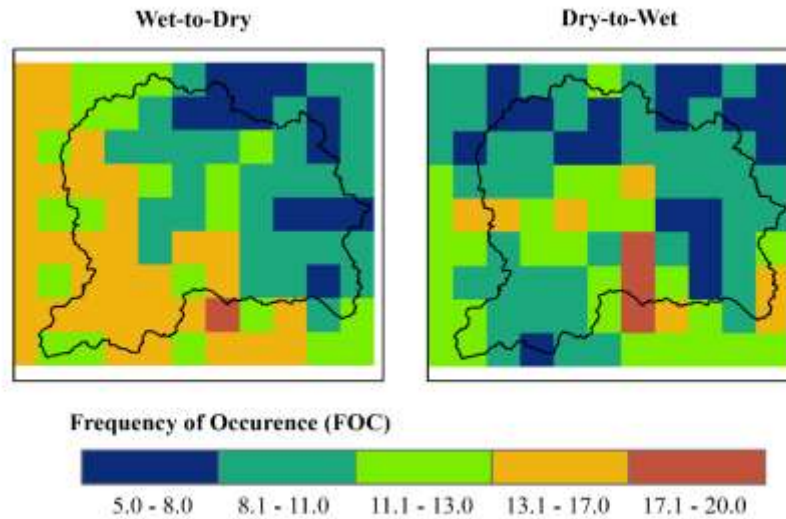 Wet-to-Dry Dry-to-Wet
Frequency of Occurence (FOC)
5.0 - 8.0 8.1 - 11.0 11.1 - 13.0 13.1 - 17.0 17.1 - 20.0